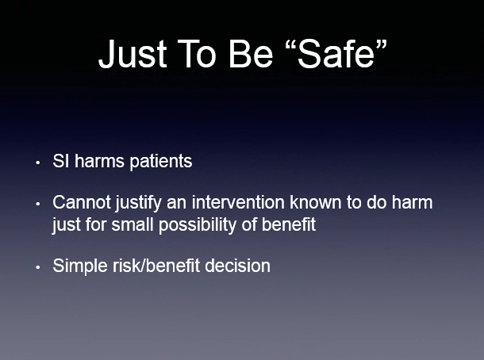 Just To Be “Safe”
• SI harms patients
• Cannot justify an intervention known to do harm
just for small possibility of benefit
• Simple risk/benefit decision